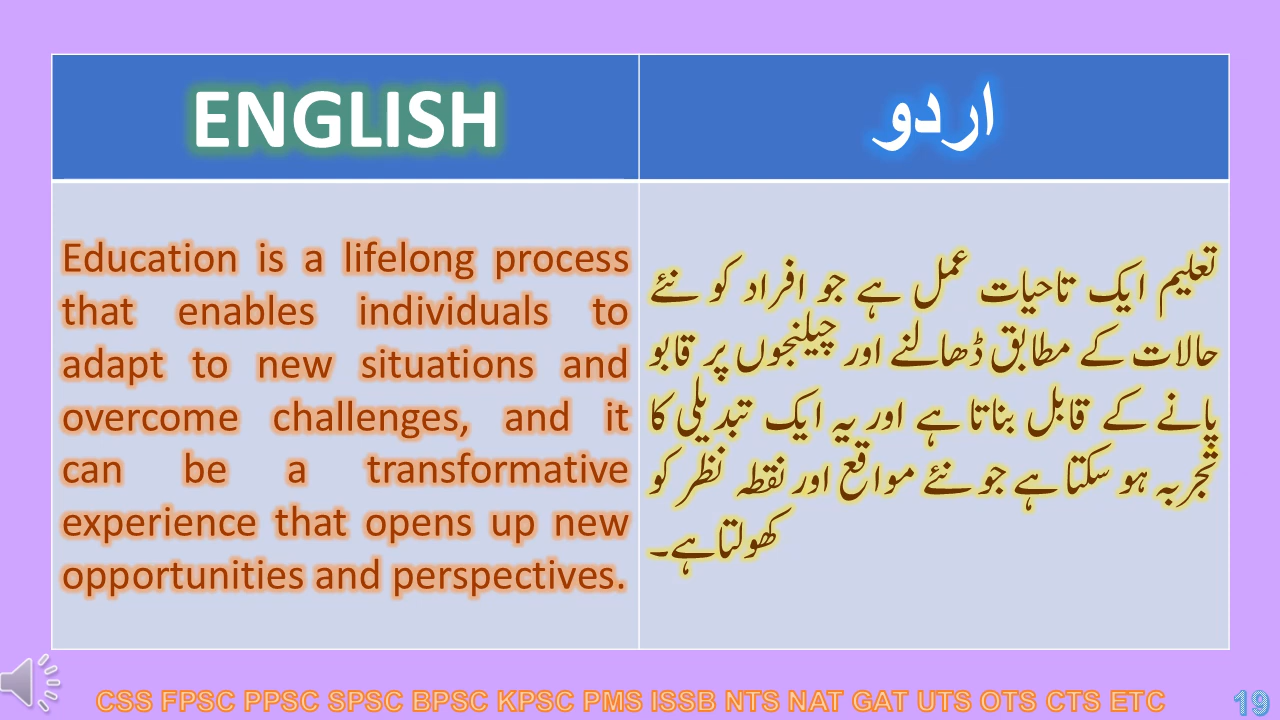 ENGLISH
اردو
Education is a lifelong process
that enables individuals to
adapt to new situations and
overcome challenges, and it
can be a transformative
experience that opens up new
opportunities and perspectives.
تعلیم ایک تاحیات عمل ہے جو افراد کو نئے
حالات کے مطابق ڈھالنے اور چیلنجوں پر قابو
پانے کے قابل بناتا ہے اور یہ ایک تبدیلی کا
تجربہ ہو سکتا ہے جو نئے مواقع اور نقطہ نظر کو
کھولتا ہے۔
CSS FPSC PPSC SPSC BPSC KPSC PMS ISSB NTS NAT GAT UTS OTS CTS ETC
19